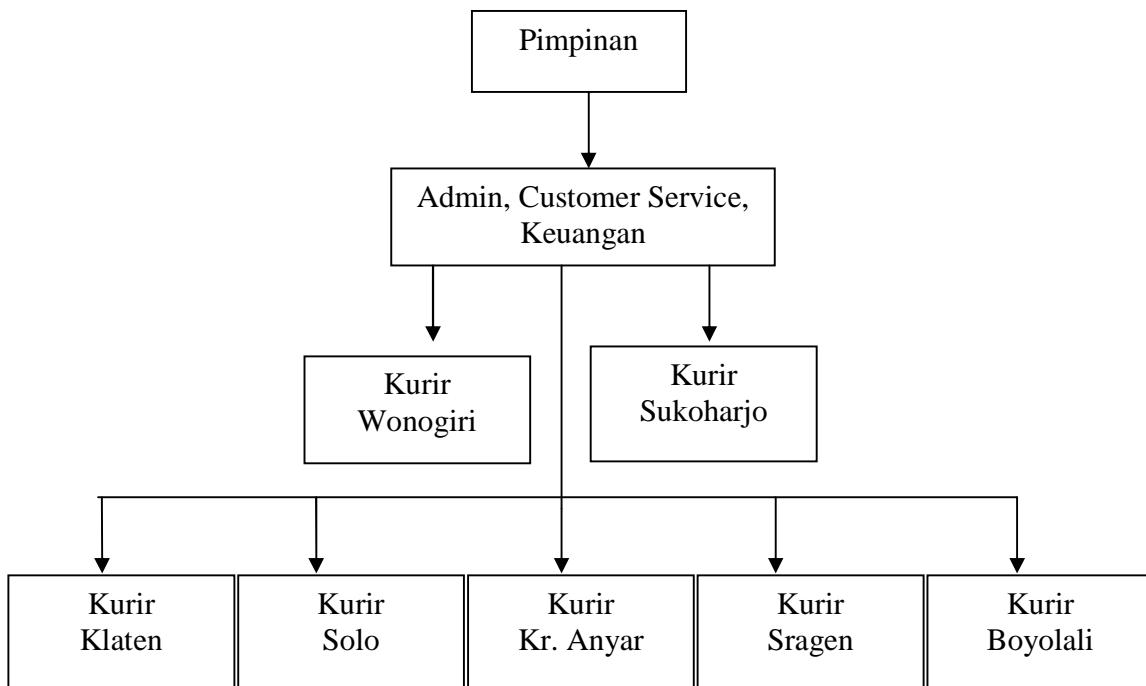 Pimpinan
Admin, Customer Service,
Keuangan
Kurir
Wonogiri
Kurir
Sukoharjo
Kurir
Klaten
Kurir
Solo
Kurir
Kr. Anyar
Kurir
Sragen
Kurir
Boyolali